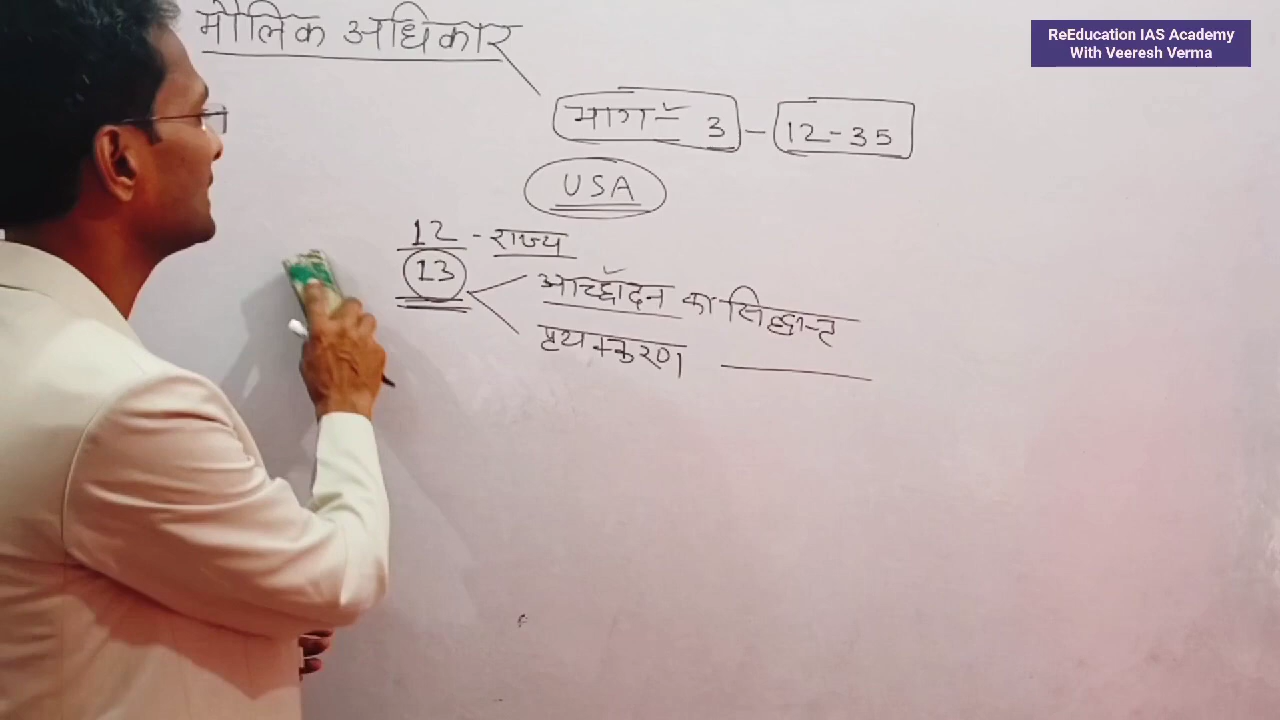 मौलिक अधिकार
ReEducation IAS Academy
With Veeresh Verma
भाग - 3 - 12-35
USA
12 - राज्य
13
आच्छादन का सिद्धान्त
पृथक्करण